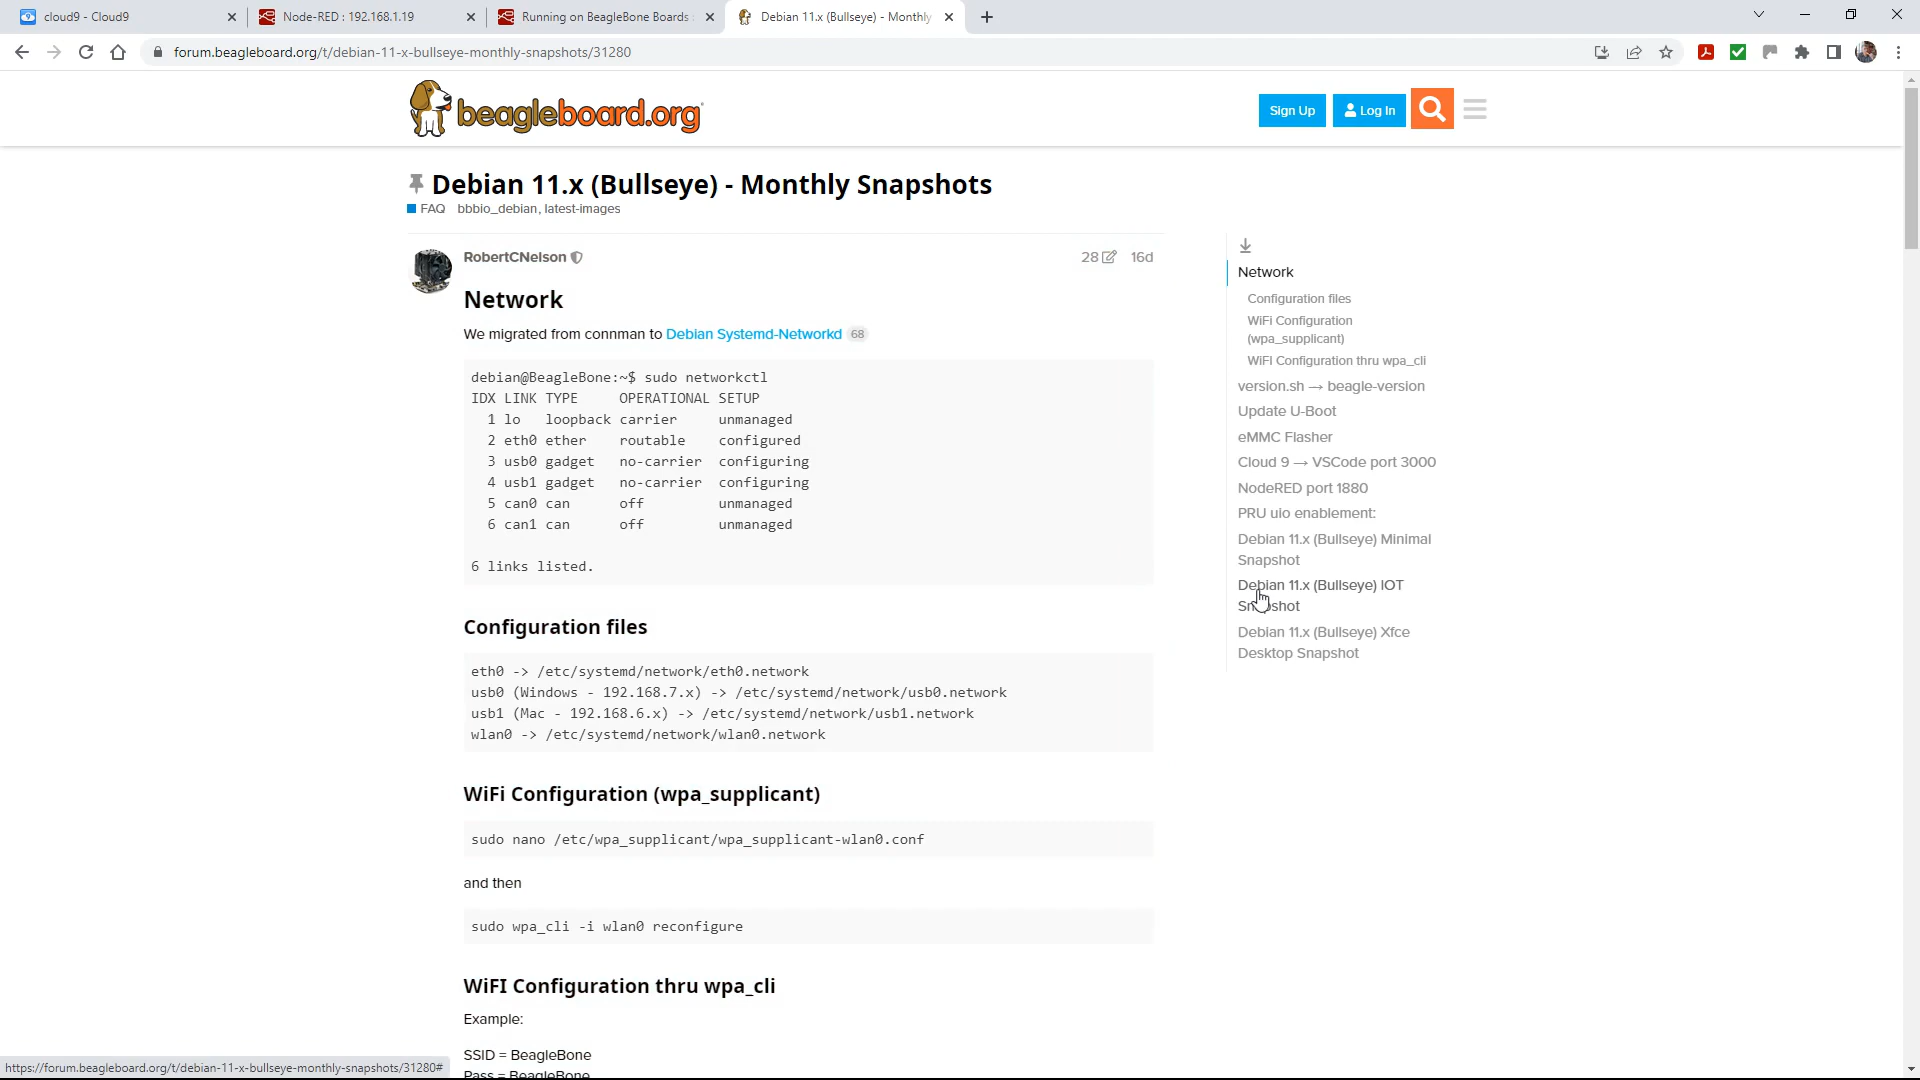 cloud9 - Cloud9
Node-RED : 192.168.1.19
Running on BeagleBone Boards :
Debian 11.x (Bullseye) - Monthly
forum.beagleboard.org/t/debian-11-x-bullseye-monthly-snapshots/31280
beagleboard.org
Sign Up
Log In
Debian 11.x (Bullseye) - Monthly Snapshots
FAQ bbbio_debian, latest-images
RobertCNelson
28
16d
Network
We migrated from connman to Debian Systemd-Networkd 68
debian@BeagleBone:~$ sudo networkctl
IDX LINK TYPE     OPERATIONAL SETUP
1 lo   loopback carrier     unmanaged
2 eth0 ether    routable    configured
3 usb0 gadget   no-carrier  configuring
4 usb1 gadget   no-carrier  configuring
5 can0 can      off         unmanaged
6 can1 can      off         unmanaged
6 links listed.
Configuration files
eth0 -> /etc/systemd/network/eth0.network
usb0 (Windows - 192.168.7.x) -> /etc/systemd/network/usb0.network
usb1 (Mac - 192.168.6.x) -> /etc/systemd/network/usb1.network
wlan0 -> /etc/systemd/network/wlan0.network
WiFi Configuration (wpa_supplicant)
sudo nano /etc/wpa_supplicant/wpa_supplicant-wlan0.conf
and then
sudo wpa_cli -i wlan0 reconfigure
WiFI Configuration thru wpa_cli
Example:
SSID = BeagleBone
Pass = BeagleBone
Network
Configuration files
WiFi Configuration
(wpa_supplicant)
WiFI Configuration thru wpa_cli
version.sh → beagle-version
Update U-Boot
eMMC Flasher
Cloud 9 → VSCode port 3000
NodeRED port 1880
PRU uio enablement:
Debian 11.x (Bullseye) Minimal
Snapshot
Debian 11.x (Bullseye) IOT
Snapshot
Debian 11.x (Bullseye) Xfce
Desktop Snapshot
https://forum.beagleboard.org/t/debian-11-x-bullseye-monthly-snapshots/31280#